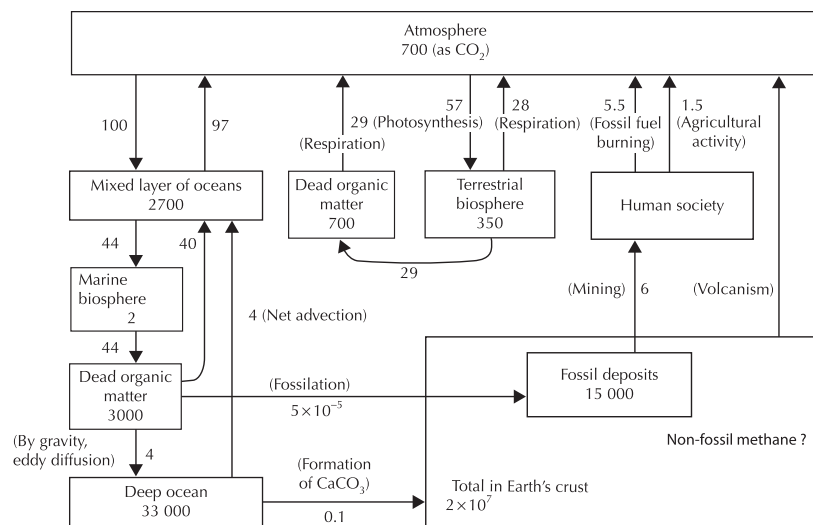 Atmosphere
700 (as CO₂)
100
97
29
(Respiration)
57
(Photosynthesis)
28
(Respiration)
5.5
(Fossil fuel
burning)
1.5
(Agricultural
activity)
Mixed layer of oceans
2700
Dead organic
matter
700
Terrestrial
biosphere
350
Human society
44
40
29
Marine
biosphere
2
4 (Net advection)
(Mining)
6
(Volcanism)
44
Dead organic
matter
3000
(Fossilation)
5 × 10⁻⁵
Fossil deposits
15 000
Non-fossil methane ?
(By gravity,
eddy diffusion)
4
Deep ocean
33 000
(Formation
of CaCO₃)
0.1
Total in Earth’s crust
2 × 10⁷